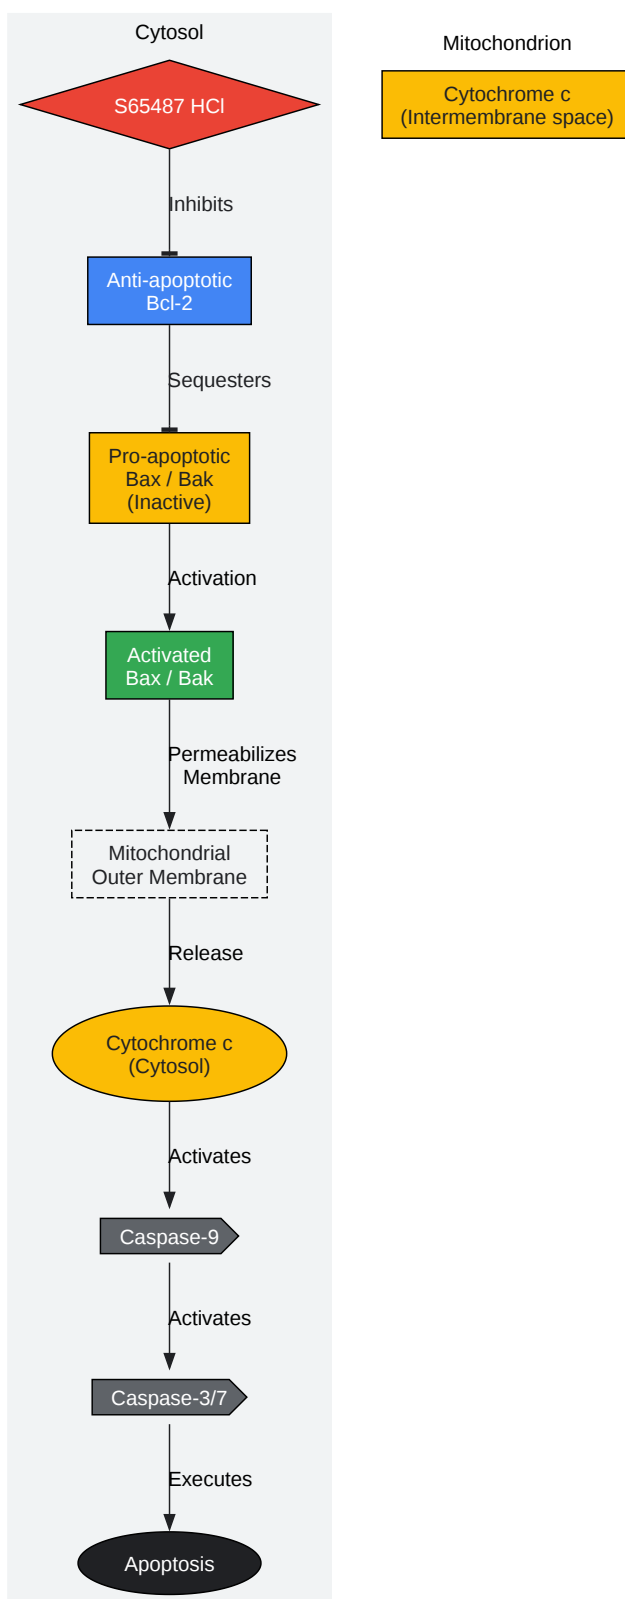 Cytosol
S65487 HCl
Inhibits
Anti-apoptotic
Bcl-2
Sequesters
Pro-apoptotic
Bax / Bak
(Inactive)
Activation
Activated
Bax / Bak
Permeabilizes
Membrane
Mitochondrial
Outer Membrane
Release
Cytochrome c
(Cytosol)
Activates
Caspase-9
Activates
Caspase-3/7
Executes
Apoptosis
Mitochondrion
Cytochrome c
(Intermembrane space)